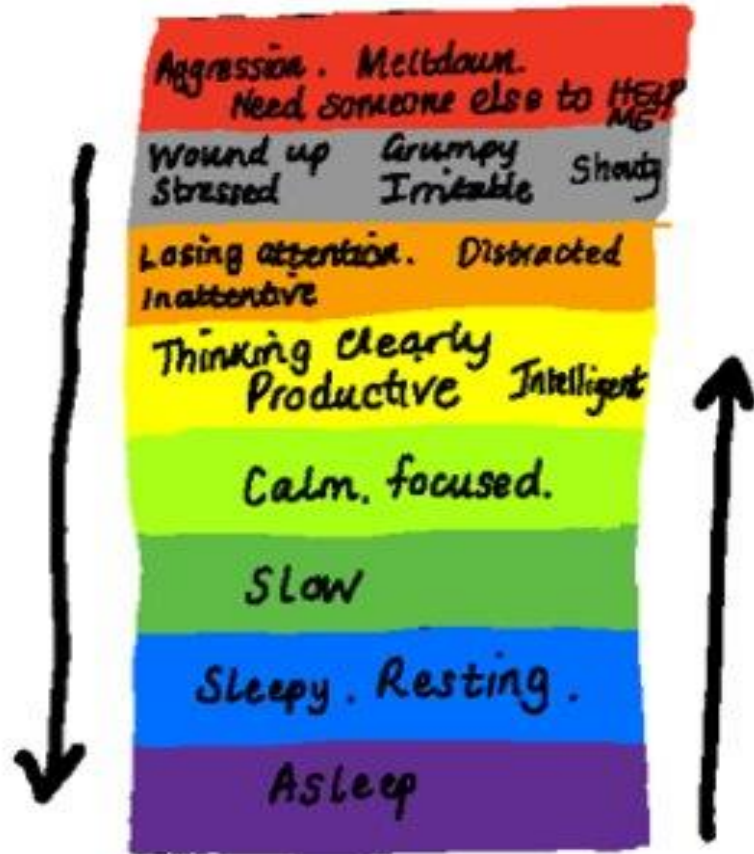 Aggression. Meltdown.
Need someone else to HELP
ME
Wound up Grumpy Shouty
Stressed Irritable
Losing attention. Distracted
Inattentive
Thinking clearly
Productive Intelligent
Calm. focused.
Slow
Sleepy. Resting.
Asleep